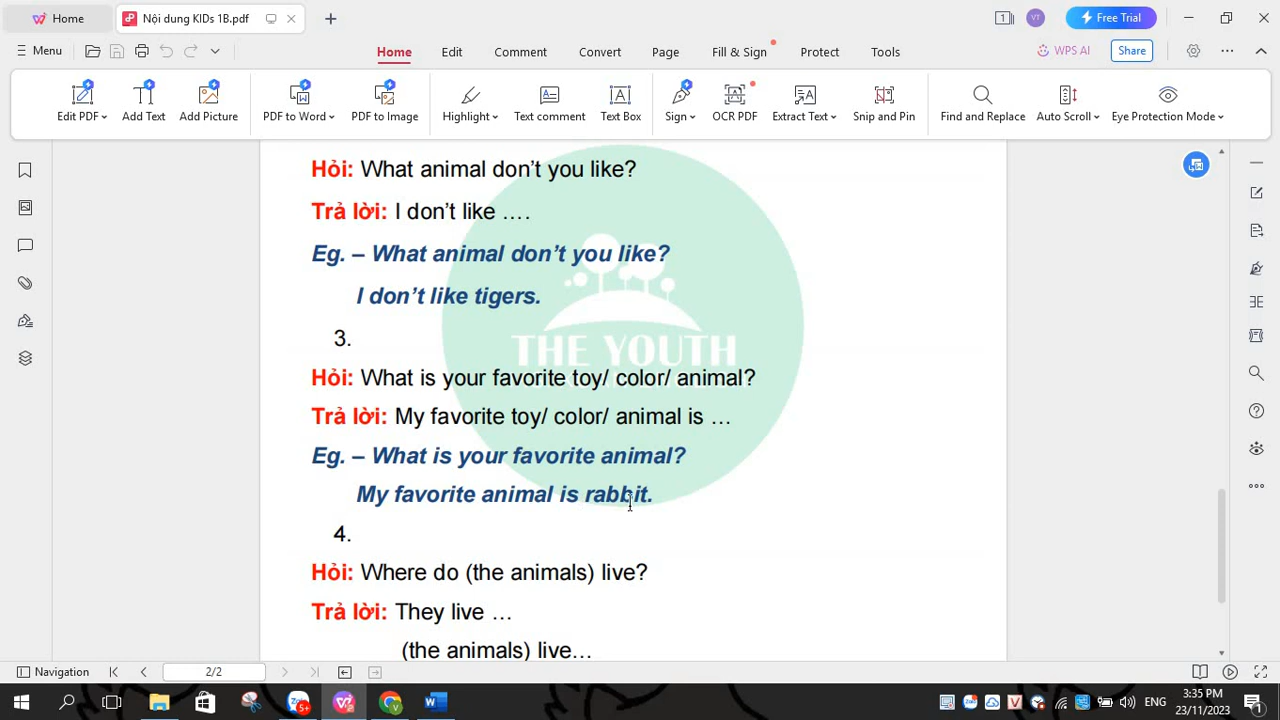 Home
Nội dung KIDs 1B.pdf
1
VT
Free Trial
Menu
Home
Edit
Comment
Convert
Page
Fill & Sign
Protect
Tools
WPS AI
Share
Edit PDF
Add Text
Add Picture
PDF to Word
PDF to Image
Highlight
Text comment
Text Box
Sign
OCR PDF
Extract Text
Snip and Pin
Find and Replace
Auto Scroll
Eye Protection Mode
Hỏi: What animal don’t you like?
Trả lời: I don’t like ….
Eg. – What animal don’t you like?
I don’t like tigers.
3.
THE YOUTH
Hỏi: What is your favorite toy/ color/ animal?
Trả lời: My favorite toy/ color/ animal is …
Eg. – What is your favorite animal?
My favorite animal is rabbit.
4.
Hỏi: Where do (the animals) live?
Trả lời: They live …
(the animals) live…
Navigation
2/2
5+
ENG
3:35 PM
23/11/2023
1